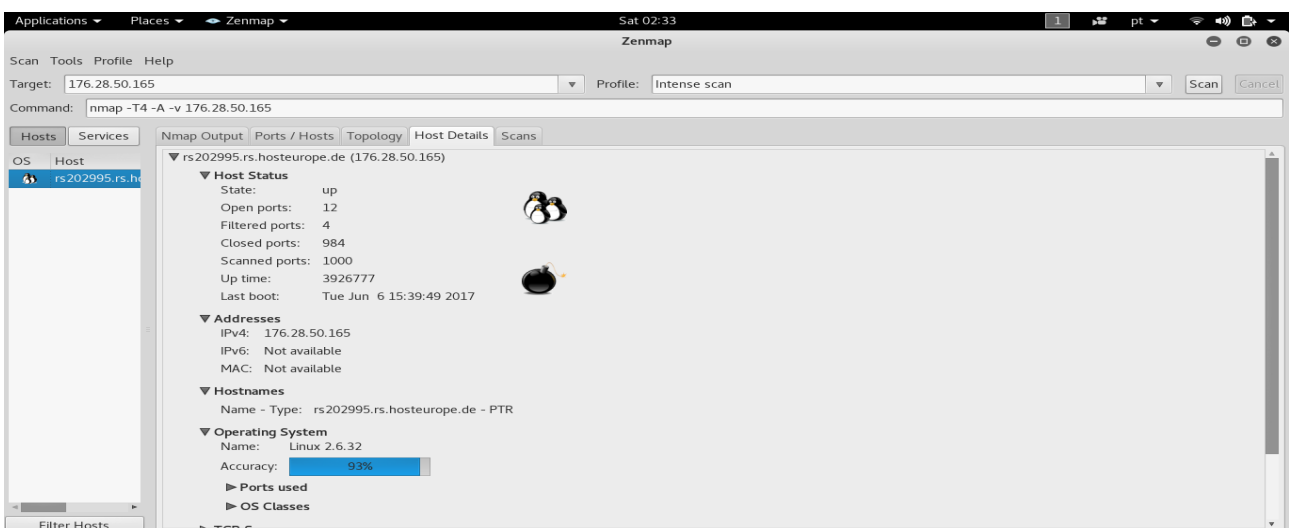 Applications Places Zenmap Sat 02:33 1 pt
Zenmap
Scan Tools Profile Help
Target: 176.28.50.165 Profile: Intense scan Scan Cancel
Command: nmap -T4 -A -v 176.28.50.165
Hosts Services Nmap Output Ports / Hosts Topology Host Details Scans
OS Host
rs202995.rs.ho
rs202995.rs.hosteurope.de (176.28.50.165)
Host Status
State: up
Open ports: 12
Filtered ports: 4
Closed ports: 984
Scanned ports: 1000
Up time: 3926777
Last boot: Tue Jun 6 15:39:49 2017
Addresses
IPv4: 176.28.50.165
IPv6: Not available
MAC: Not available
Hostnames
Name - Type: rs202995.rs.hosteurope.de - PTR
Operating System
Name: Linux 2.6.32
Accuracy: 93%
Ports used
OS Classes
Filter Hosts